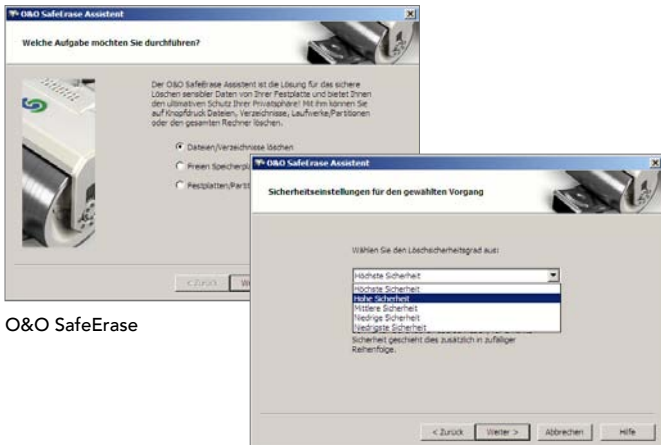 O&O SafeErase Assistent
Welche Aufgabe möchten Sie durchführen?
Der O&O SafeErase Assistent ist die Lösung für das sichere
Löschen sensibler Daten von Ihrer Festplatte und bietet Ihnen
den ultimativen Schutz Ihrer Privatsphäre! Mit ihm können Sie
auf Knopfdruck Dateien, Verzeichnisse, Laufwerke/Partitionen
oder den gesamten Rechner löschen.
Dateien/Verzeichnisse löschen
Freien Speicherpl
Festplatten/Parti
< Zurück
O&O SafeErase Assistent
Sicherheitseinstellungen für den gewählten Vorgang
Wählen Sie den Löschsicherheitsgrad aus:
Höchste Sicherheit
Höchste Sicherheit
Hohe Sicherheit
Mittlere Sicherheit
Niedrige Sicherheit
Niedrigste Sicherheit
Sicherheit geschieht dies zusätzlich in zufälliger
Reihenfolge.
< Zurück Weiter > Abbrechen Hilfe
O&O SafeErase